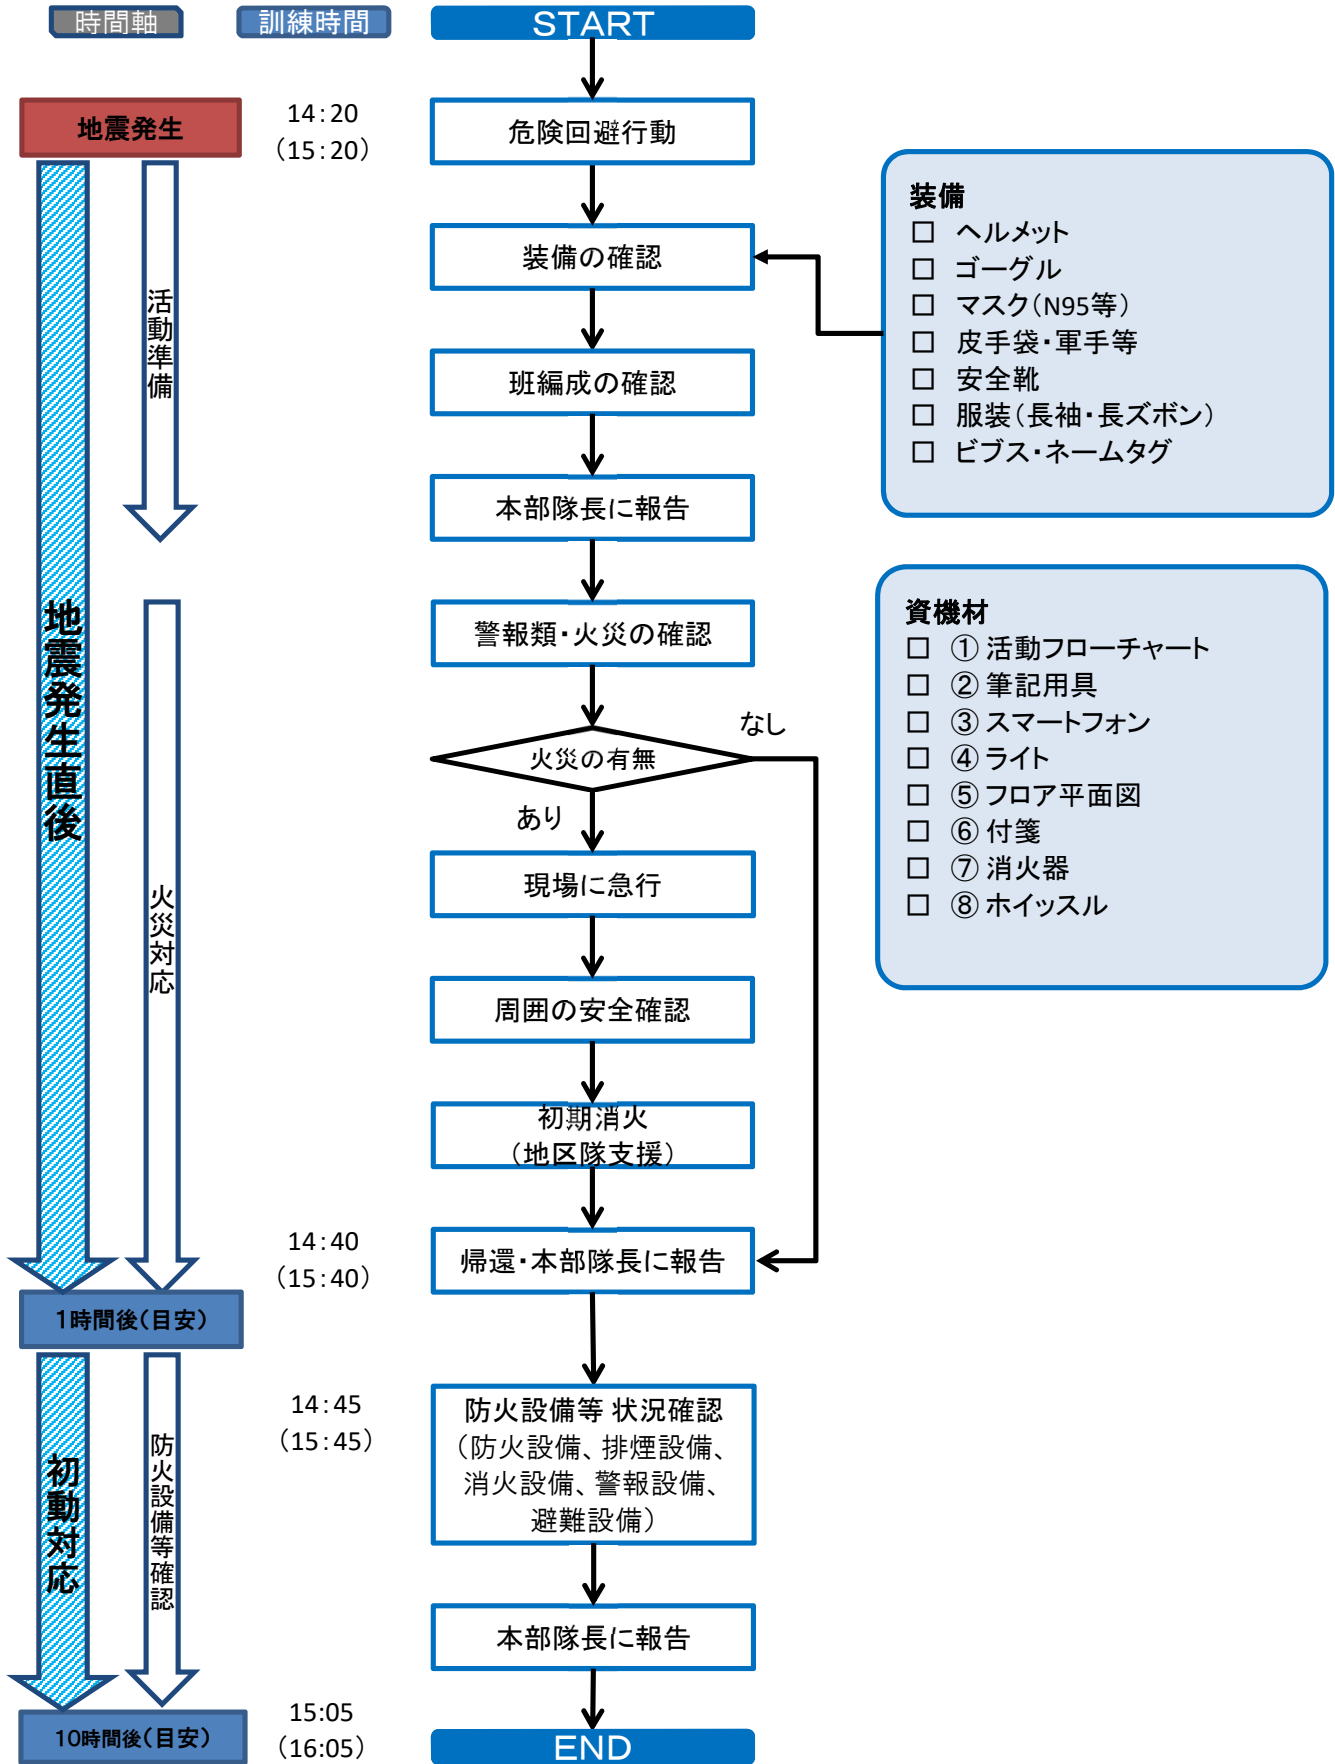 時間軸
訓練時間
START
地震発生
14:20
（15:20）
危険回避行動
装備の確認
班編成の確認
本部隊長に報告
警報類・火災の確認
火災の有無
なし
あり
現場に急行
周囲の安全確認
初期消火
（地区隊支援）
14:40
（15:40）
帰還・本部隊長に報告
1時間後（目安）
14:45
（15:45）
防火設備等 状況確認
（防火設備、排煙設備、
消火設備、警報設備、
避難設備）
本部隊長に報告
10時間後（目安）
15:05
（16:05）
END
地震発生直後
活動準備
火災対応
初動対応
防火設備等確認
装備
□ ヘルメット
□ ゴーグル
□ マスク（N95等）
□ 皮手袋・軍手等
□ 安全靴
□ 服装（長袖・長ズボン）
□ ビブス・ネームタグ
資機材
□ ① 活動フローチャート
□ ② 筆記用具
□ ③ スマートフォン
□ ④ ライト
□ ⑤ フロア平面図
□ ⑥ 付箋
□ ⑦ 消火器
□ ⑧ ホイッスル